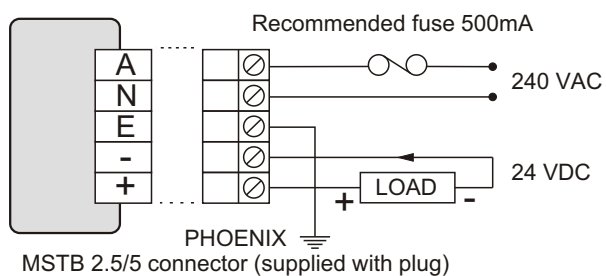 Recommended fuse 500mA
A
N
E
-
+
240 VAC
24 VDC
+ LOAD -
PHOENIX
MSTB 2.5/5 connector (supplied with plug)